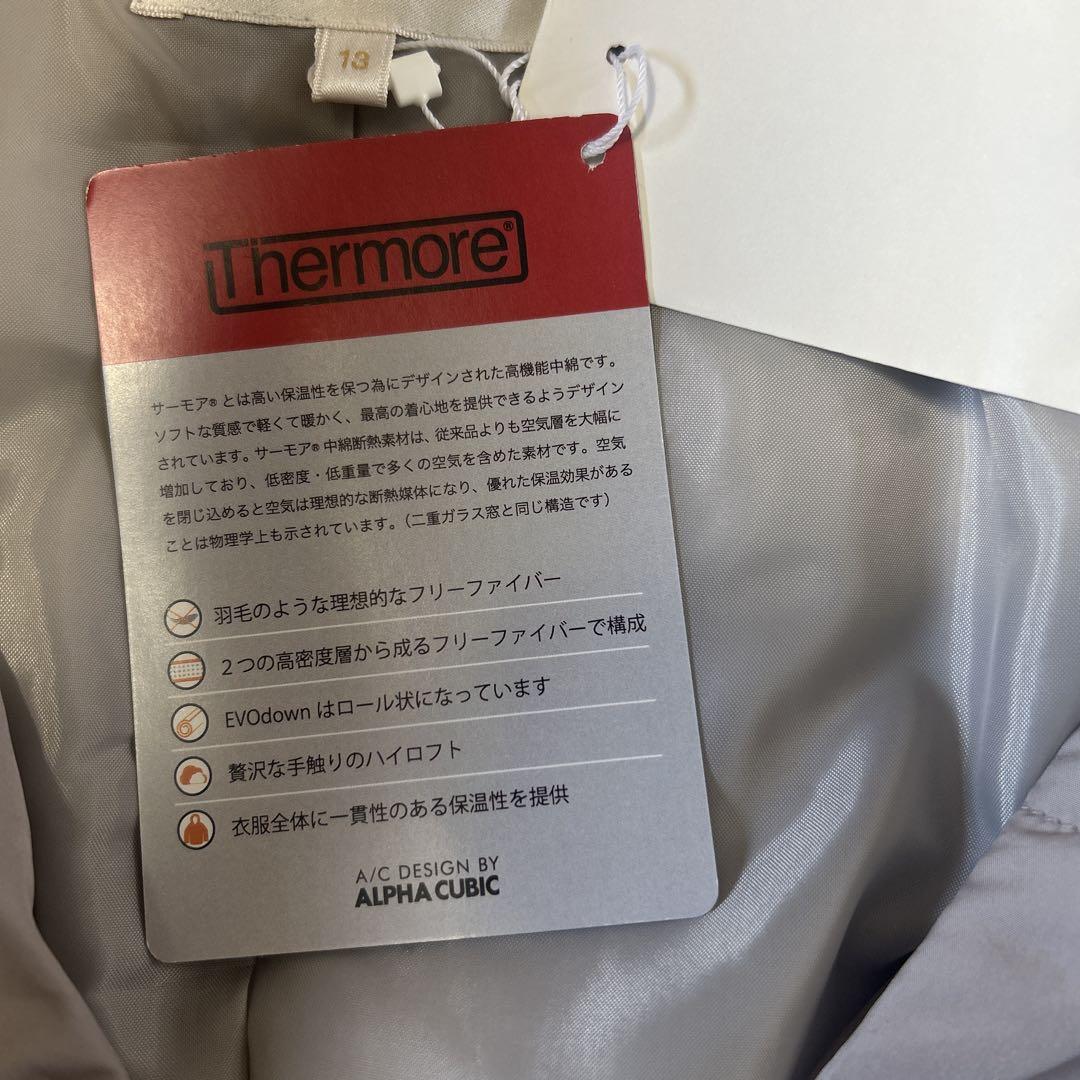 13
Thermore®
サーモア®とは高い保温性を保つ為にデザインされた高機能中綿です。
ソフトな質感で軽くて暖かく、最高の着心地を提供できるようデザイン
されています。サーモア®中綿断熱素材は、従来品よりも空気層を大幅に
増加しており、低密度・低重量で多くの空気を含めた素材です。空気
を閉じ込めると空気は理想的な断熱媒体になり、優れた保温効果がある
ことは物理学上も示されています。（二重ガラス窓と同じ構造です）
羽毛のような理想的なフリーファイバー
2つの高密度層から成るフリーファイバーで構成
EVOdown はロール状になっています
贅沢な手触りのハイロフト
衣服全体に一貫性のある保温性を提供
A/C DESIGN BY
ALPHA CUBIC